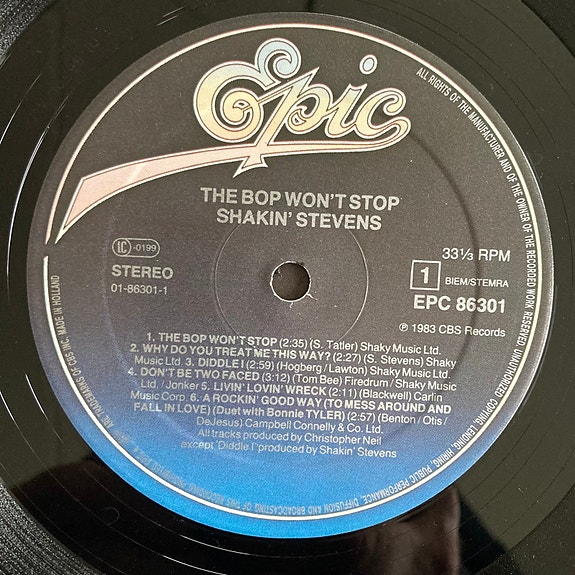 Epic
THE BOP WON'T STOP
SHAKIN' STEVENS
LC -0199
STEREO
01-86301-1
33⅓ RPM
1 BIEM/STEMRA
EPC 86301
℗ 1983 CBS Records
1. THE BOP WON'T STOP (2:35) (S. Tatler) Shaky Music Ltd.
2. WHY DO YOU TREAT ME THIS WAY? (2:27) (S. Stevens) Shaky
Music Ltd. 3. DIDDLE I (2:59) (Hogberg / Lawton) Shaky Music Ltd.
4. DON'T BE TWO FACED (3:12) (Tom Bee) Firedrum / Shaky Music
Ltd. / Jonker 5. LIVIN' LOVIN' WRECK (2:11) (Blackwell) Carlin
Music Corp. 6. A ROCKIN' GOOD WAY (TO MESS AROUND AND
FALL IN LOVE) (Duet with Bonnie TYLER) (2:57) (Benton / Otis /
DeJesus) Campbell Connelly & Co. Ltd.
All tracks produced by Christopher Neil
except 'Diddle I' produced by Shakin' Stevens
ALL RIGHTS OF THE MANUFACTURER AND OF THE OWNER OF THE RECORDED WORK RESERVED. UNAUTHORIZED COPYING, LENDING, HIRING, PUBLIC PERFORMANCE, DIFFUSION AND BROADCASTING OF THIS RECORDING
ARE TRADEMARKS OF CBS INC. MADE IN HOLLAND